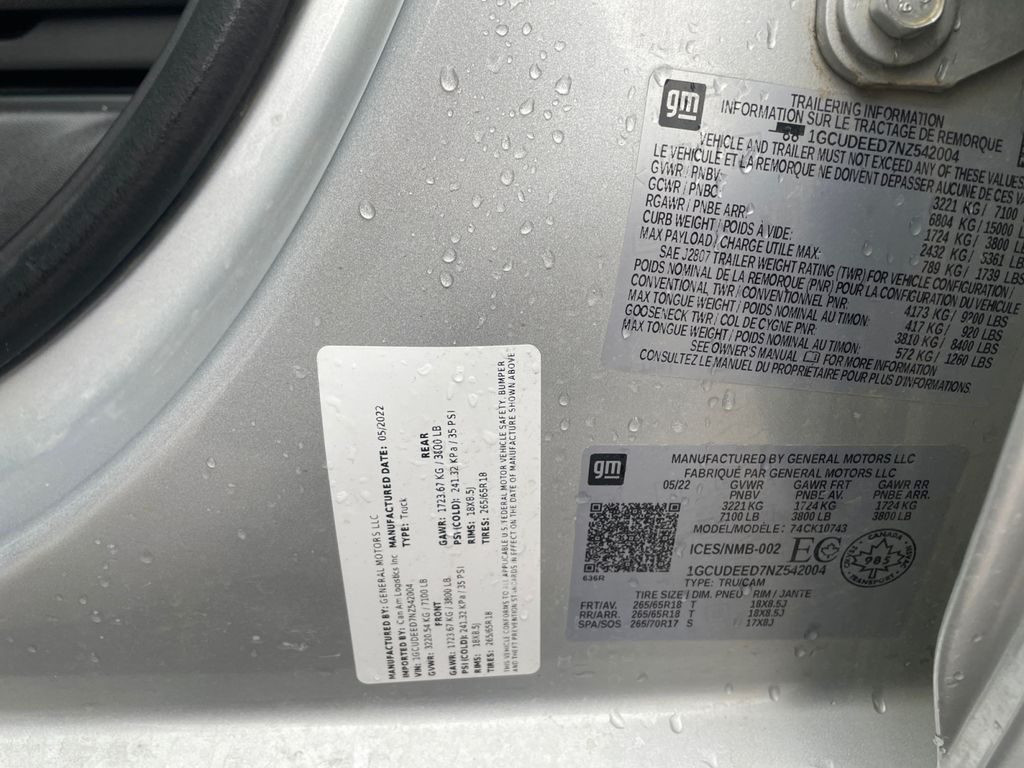 gm
TRAILERING INFORMATION
INFORMATION SUR LE TRACTAGE DE REMORQUE
1GCUDEED7NZ542004
VEHICLE AND TRAILER MUST NOT EXCEED ANY OF THESE VALUES
LE VÉHICULE ET LA REMORQUE NE DOIVENT DÉPASSER AUCUNE DE CES
GVWR / PNBV: 3221 KG / 7100
GCWR / PNBC: 6804 KG / 15000
RGAWR / PNBE ARR: 1724 KG / 3800
CURB WEIGHT / POIDS À VIDE: 2432 KG / 5361 LBS
MAX PAYLOAD / CHARGE UTILE MAX: 789 KG / 1739 LBS
SAE J2807 TRAILER WEIGHT RATING (TWR) FOR VEHICLE CONFIGURATION /
POIDS NOMINAL DE LA REMORQUE (PNR) POUR LA CONFIGURATION DU VÉHICULE
CONVENTIONAL TWR / CONVENTIONNEL PNR: 4173 KG / 9200 LBS
MAX TONGUE WEIGHT / POIDS NOMINAL AU TIMON: 417 KG / 920 LBS
GOOSENECK TWR / COL DE CYGNE PNR: 3810 KG / 8400 LBS
MAX TONGUE WEIGHT / POIDS NOMINAL AU TIMON: 572 KG / 1260 LBS
SEE OWNER'S MANUAL FOR MORE INFORMATION
CONSULTEZ LE MANUEL DU PROPRIÉTAIRE POUR PLUS D'INFORMATIONS.
MANUFACTURED BY: GENERAL MOTORS LLC
IMPORTED BY: Can Am Logistics Inc MANUFACTURED DATE: 05/2022
VIN: 1GCUDEED7NZ542004 TYPE: Truck
GVWR: 3220.54 KG / 7100 LB
FRONT REAR
GAWR: 1723.67 KG / 3800 LB GAWR: 1723.67 KG / 3800 LB
PSI (COLD): 241.32 KPa / 35 PSI PSI (COLD): 241.32 KPa / 35 PSI
RIMS: 18X8.5J RIMS: 18X8.5J
TIRES: 265/65R18 TIRES: 265/65R18
THIS VEHICLE CONFORMS TO ALL APPLICABLE U.S. FEDERAL MOTOR VEHICLE SAFETY, BUMPER,
AND THEFT PREVENTION STANDARDS IN EFFECT ON THE DATE OF MANUFACTURE SHOWN ABOVE
gm
MANUFACTURED BY GENERAL MOTORS LLC
FABRIQUÉ PAR GENERAL MOTORS LLC
05/22 GVWR GAWR FRT GAWR RR
PNBV PNBE AV. PNBE ARR.
3221 KG 1724 KG 1724 KG
7100 LB 3800 LB 3800 LB
MODEL/MODÈLE: 74CK10743
ICES/NMB-002 EC
CANADA
985
TRANSPORT
636R
1GCUDEED7NZ542004
TYPE: TRU/CAM
TIRE SIZE / DIM. PNEU RIM / JANTE
FRT/AV. 265/65R18 T 18X8.5J
RR/ARR. 265/65R18 T 18X8.5J
SPA/SOS 265/70R17 S 17X8J